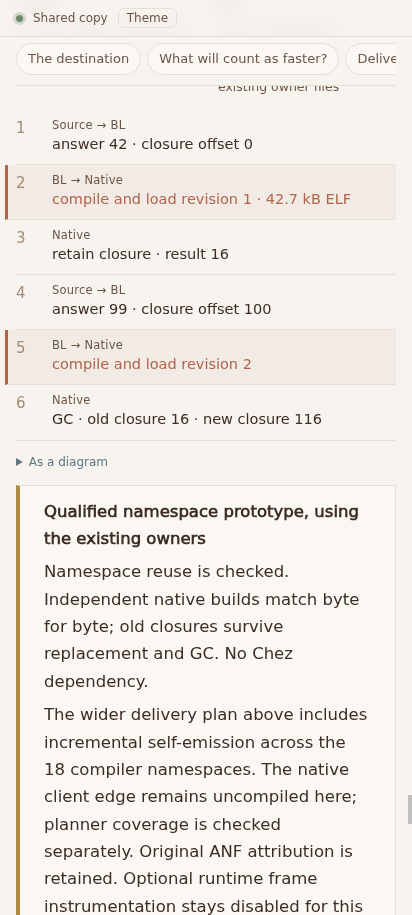 Shared copy Theme
The destination What will count as faster? Delive
existing owner files
1 Source → BL
answer 42 · closure offset 0
2 BL → Native
compile and load revision 1 · 42.7 kB ELF
3 Native
retain closure · result 16
4 Source → BL
answer 99 · closure offset 100
5 BL → Native
compile and load revision 2
6 Native
GC · old closure 16 · new closure 116
As a diagram
Qualified namespace prototype, using
the existing owners
Namespace reuse is checked.
Independent native builds match byte
for byte; old closures survive
replacement and GC. No Chez
dependency.
The wider delivery plan above includes
incremental self-emission across the
18 compiler namespaces. The native
client edge remains uncompiled here;
planner coverage is checked
separately. Original ANF attribution is
retained. Optional runtime frame
instrumentation stays disabled for this